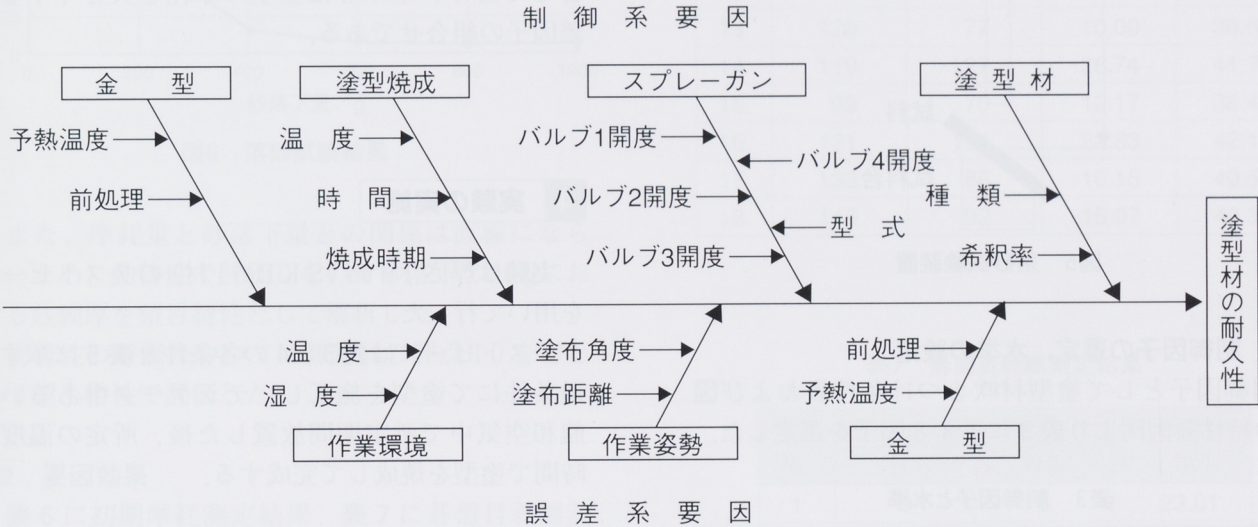 制御系要因
金型
塗型焼成
スプレーガン
塗型材
予熱温度
前処理
温度
時間
焼成時期
バルブ1開度
バルブ4開度
バルブ2開度
型式
バルブ3開度
種類
希釈率
塗型材の耐久性
温度
湿度
作業環境
塗布角度
塗布距離
作業姿勢
前処理
予熱温度
金型
誤差系要因